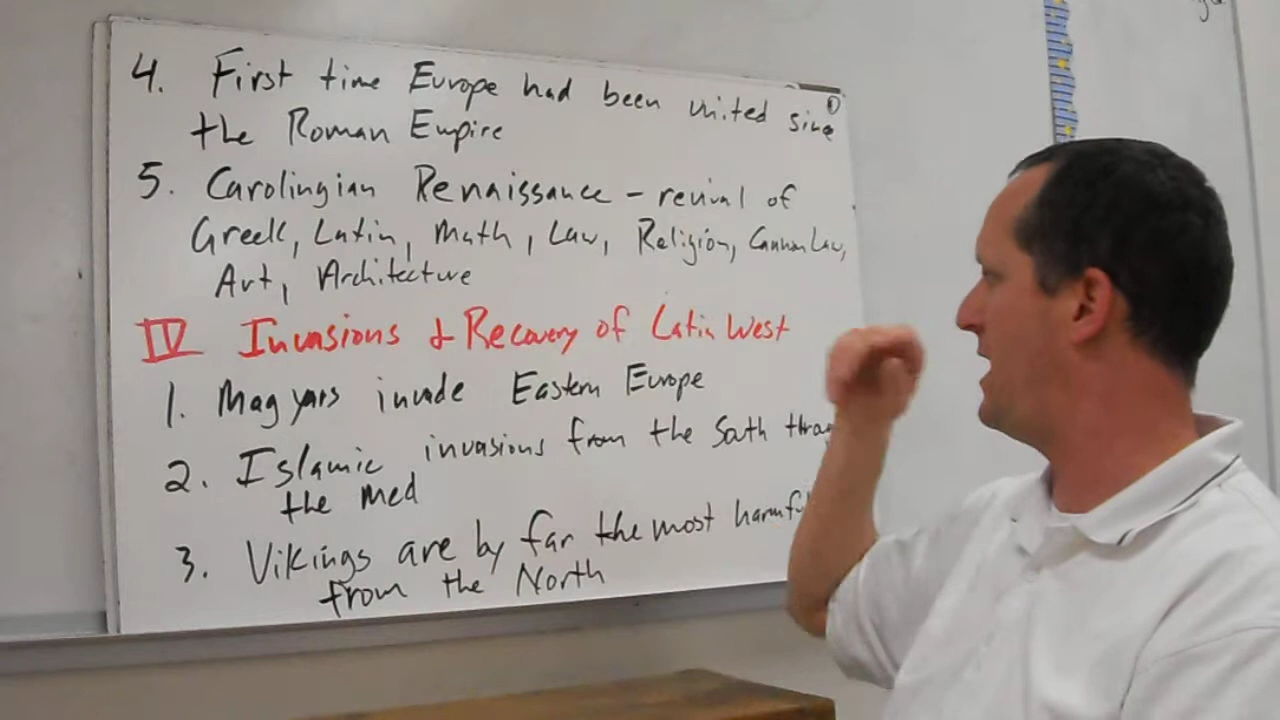 4. First time Europe had been united since
the Roman Empire
5. Carolingian Renaissance - revival of
Greek, Latin, Math, Law, Religion, Cannon Law,
Art, Architecture
IV Invasions & Recovery of Latin West
1. Magyars invade Eastern Europe
2. Islamic invasions from the South
the Med
3. Vikings are by far the most harmful
from the North